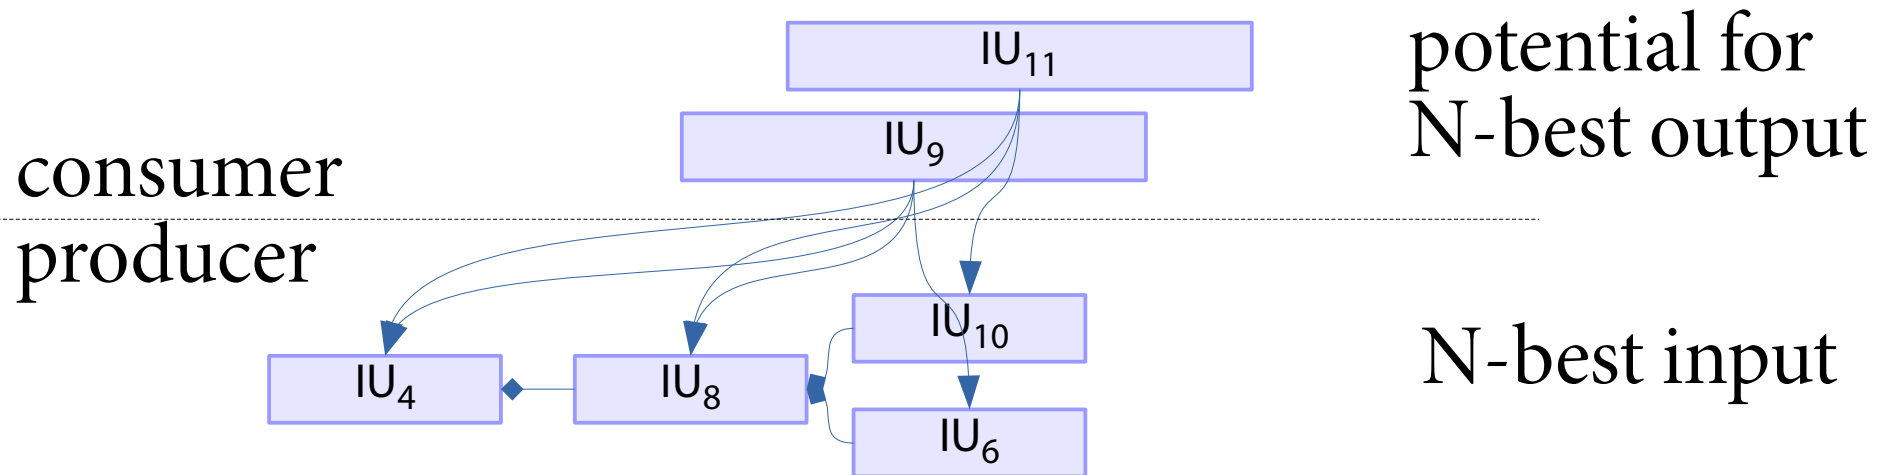 IU₁₁
potential for
N-best output
IU₉
consumer
producer
IU₁₀
N-best input
IU₄
IU₈
IU₆